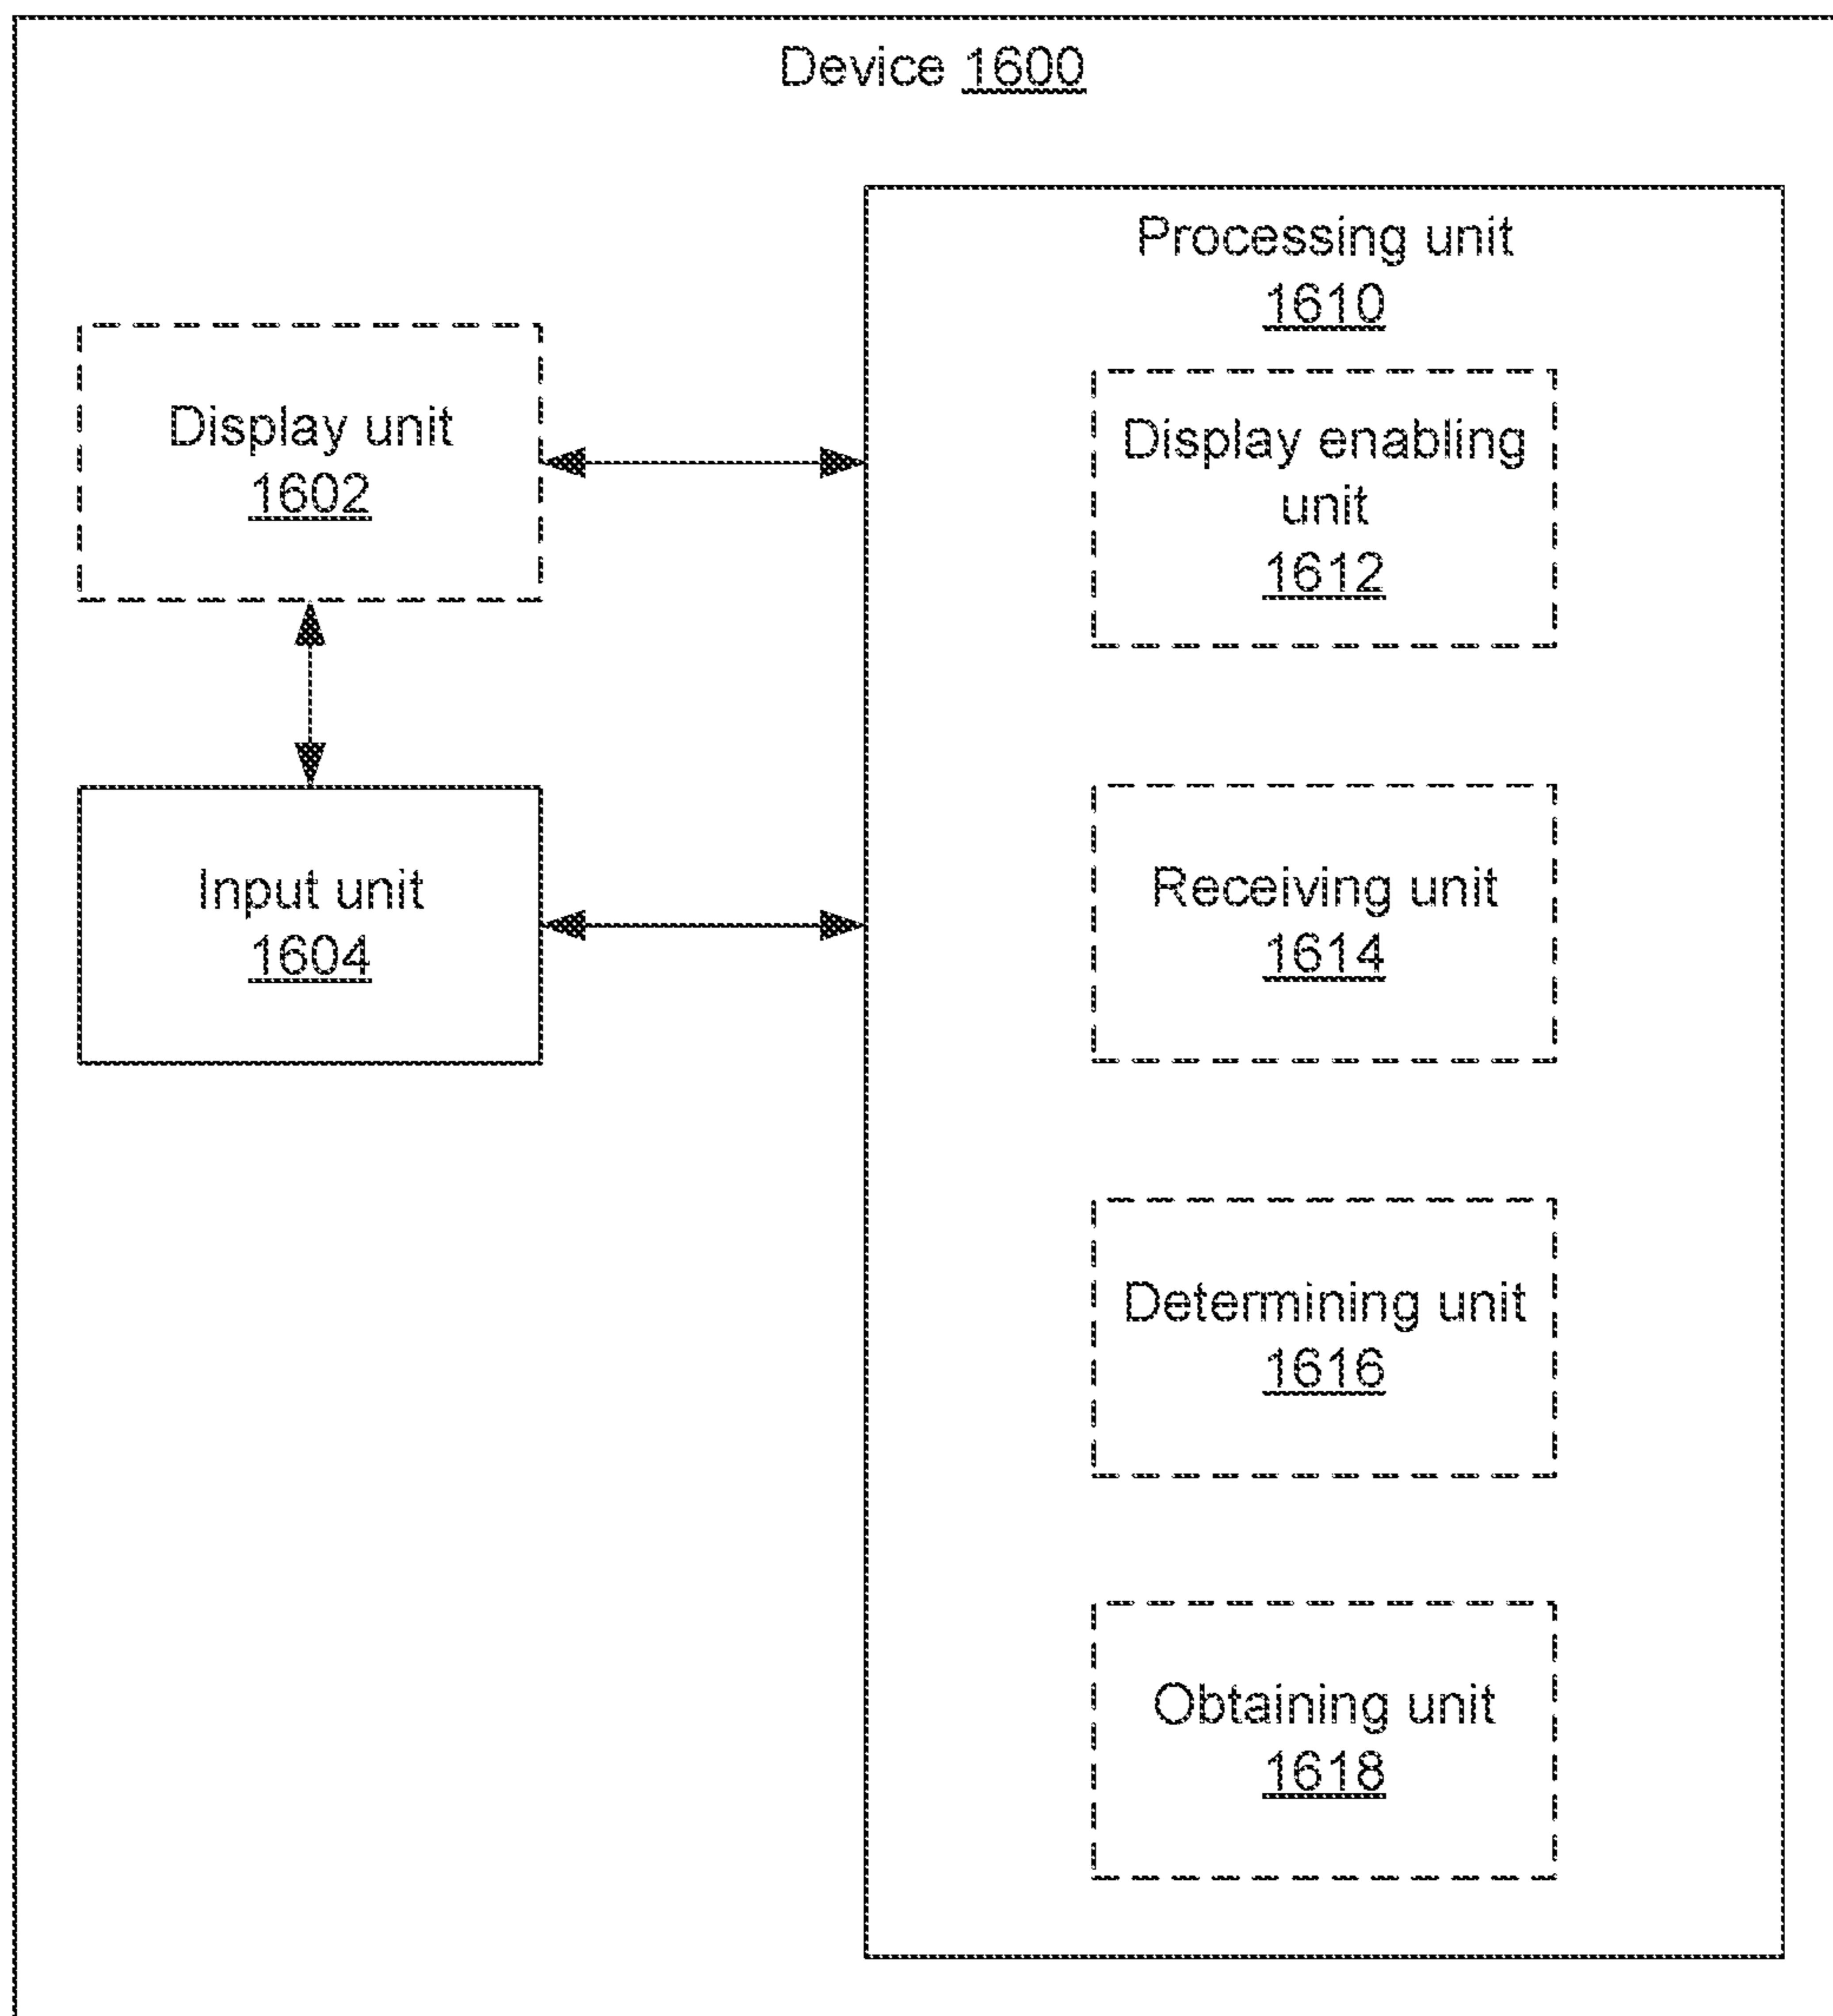 Device 1600
Processing unit
1610
Display unit
1602
Display enabling
unit
1612
Input unit
1604
Receiving unit
1614
Determining unit
1616
Obtaining unit
1618